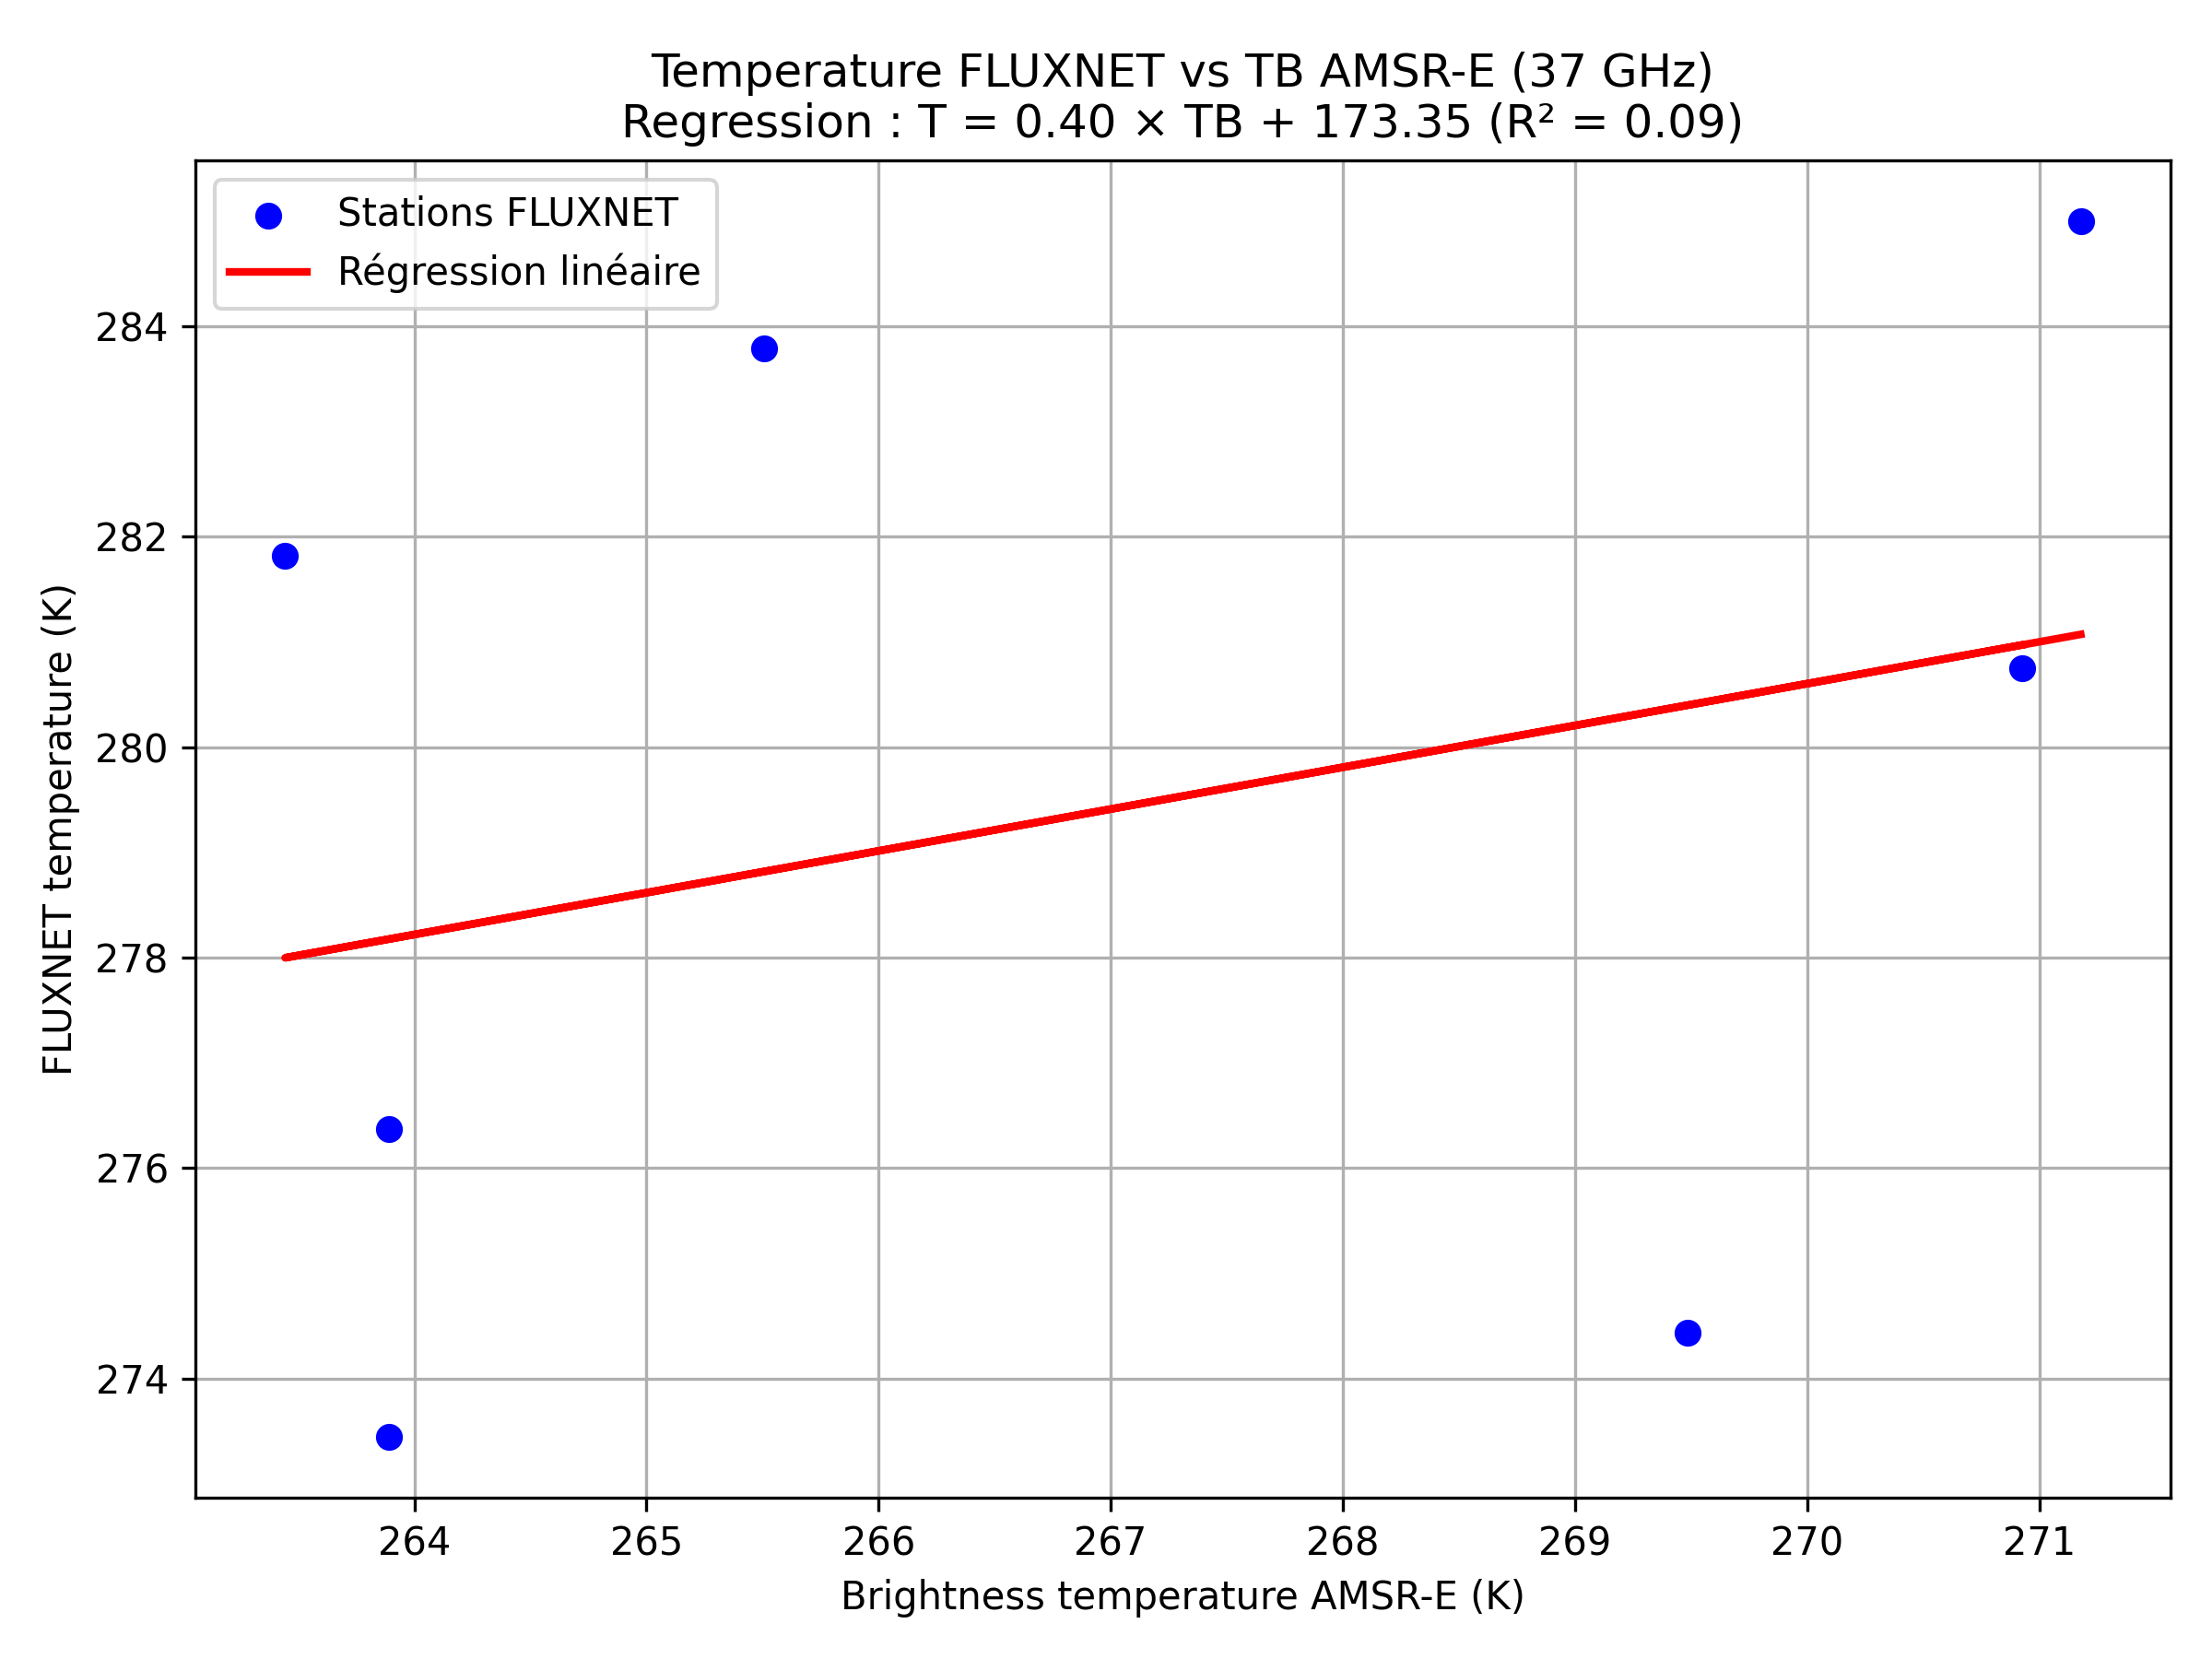 Temperature FLUXNET vs TB AMSR-E (37 GHz)
Regression : T = 0.40 × TB + 173.35 (R² = 0.09)
Stations FLUXNET
Régression linéaire
284
282
280
278
276
274
FLUXNET temperature (K)
264 265 266 267 268 269 270 271
Brightness temperature AMSR-E (K)